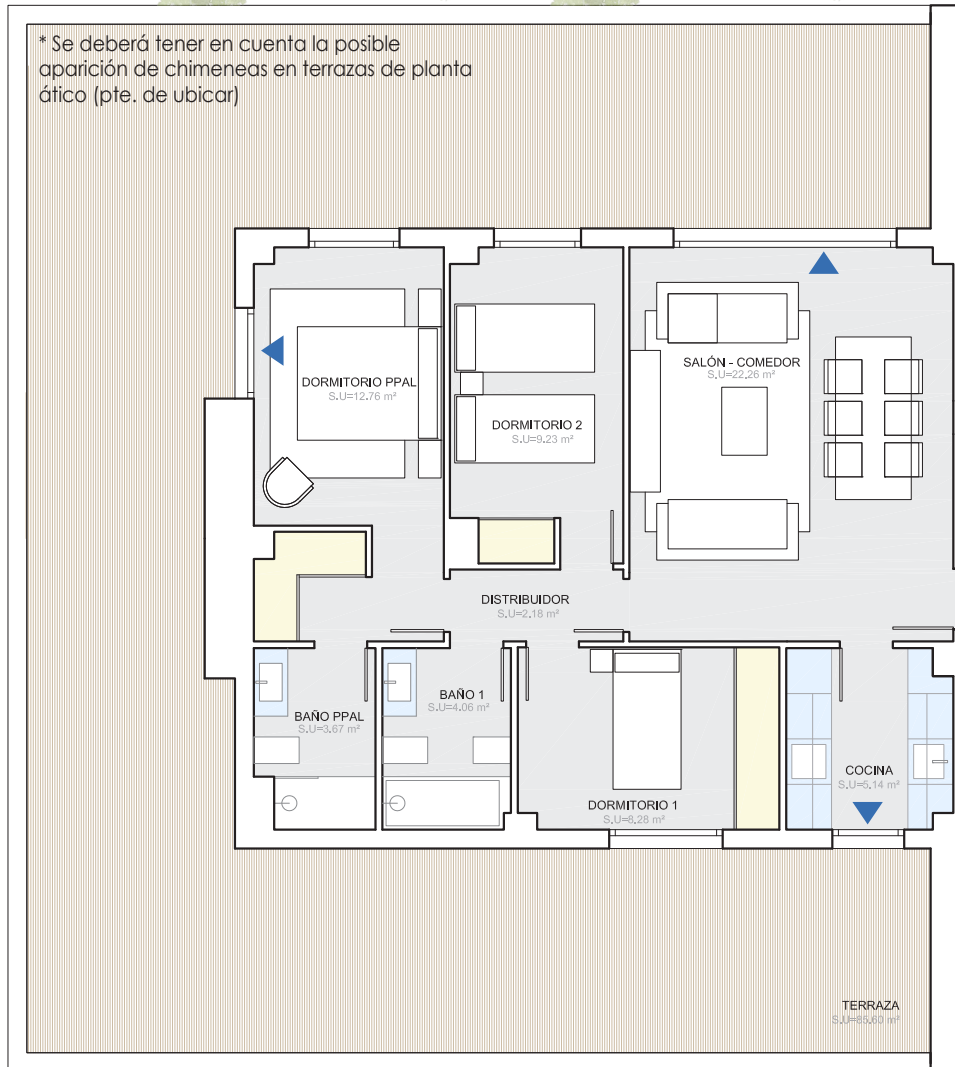 * Se deberá tener en cuenta la posible
aparición de chimeneas en terrazas de planta
ático (pte. de ubicar)
DORMITORIO PPAL
S.U=12.76 m²
DORMITORIO 2
S.U=9.23 m²
SALÓN - COMEDOR
S.U=22.26 m²
DISTRIBUIDOR
S.U=2.18 m²
BAÑO PPAL
S.U=3.67 m²
BAÑO 1
S.U=4.06 m²
DORMITORIO 1
S.U=8.28 m²
COCINA
S.U=5.14 m²
TERRAZA
S.U=85.60 m²